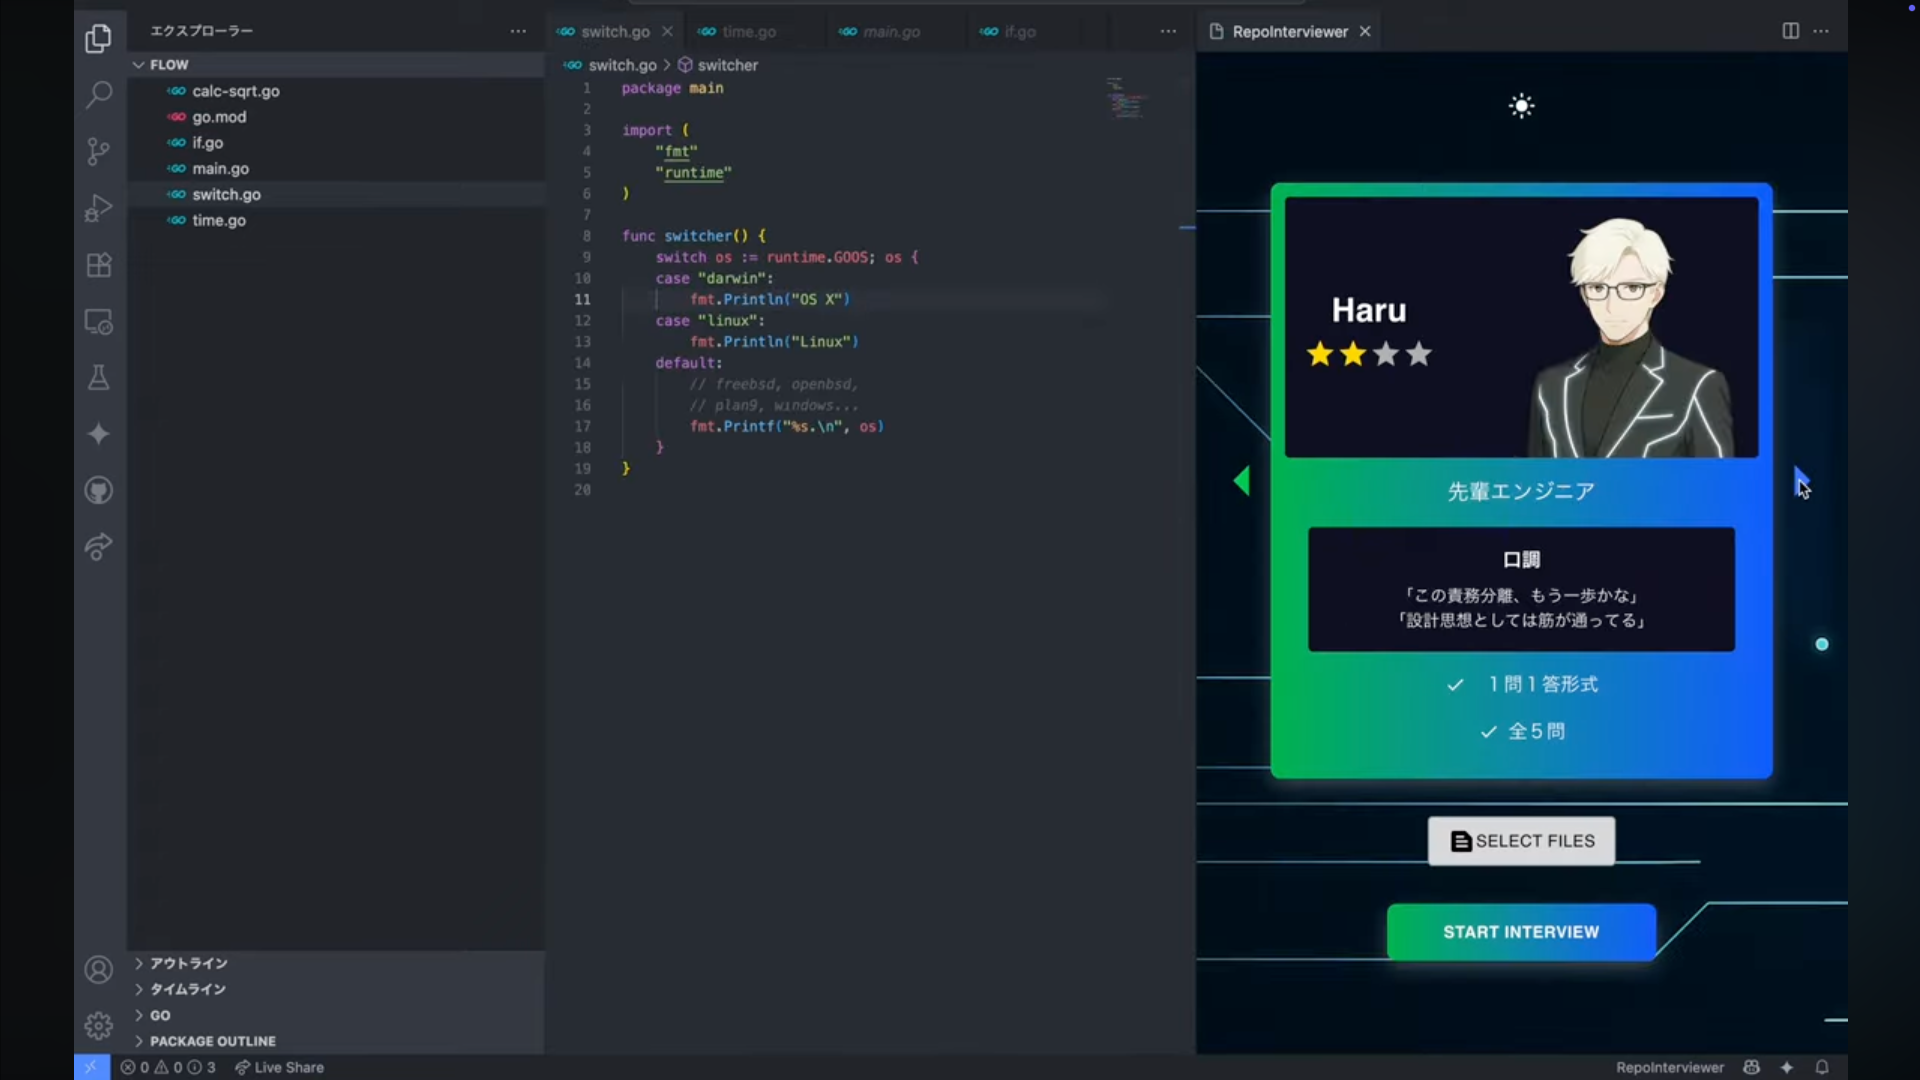 エクスプローラー
FLOW
calc-sqrt.go
go.mod
if.go
main.go
switch.go
time.go
アウトライン
タイムライン
GO
PACKAGE OUTLINE
switch.go
time.go
main.go
if.go
switch.go > switcher
1 package main
2
3 import (
4 "fmt"
5 "runtime"
6 )
7
8 func switcher() {
9 switch os := runtime.GOOS; os {
10 case "darwin":
11 fmt.Println("OS X")
12 case "linux":
13 fmt.Println("Linux")
14 default:
15 // freebsd, openbsd,
16 // plan9, windows...
17 fmt.Printf("%s.\n", os)
18 }
19 }
20
RepoInterviewer
Haru
先輩エンジニア
口調
「この責務分離、もう一歩かな」
「設計思想としては筋が通ってる」
1問1答形式
全5問
SELECT FILES
START INTERVIEW
0 0 3 Live Share
RepoInterviewer